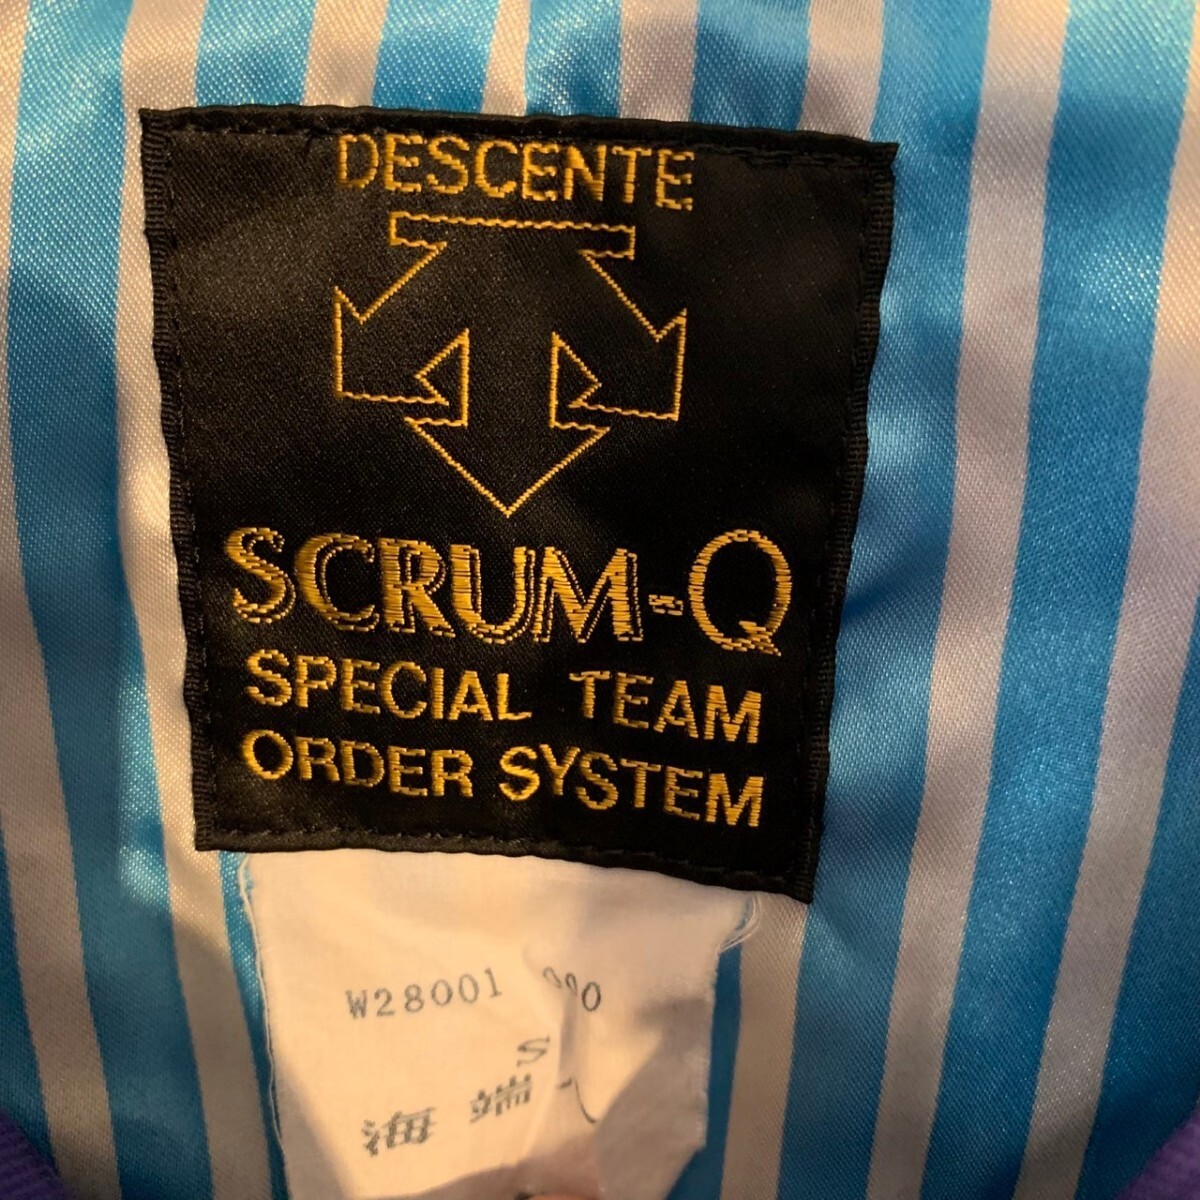 DESCENTE
SCRUM-Q
SPECIAL TEAM
ORDER SYSTEM
W28001
S
海端